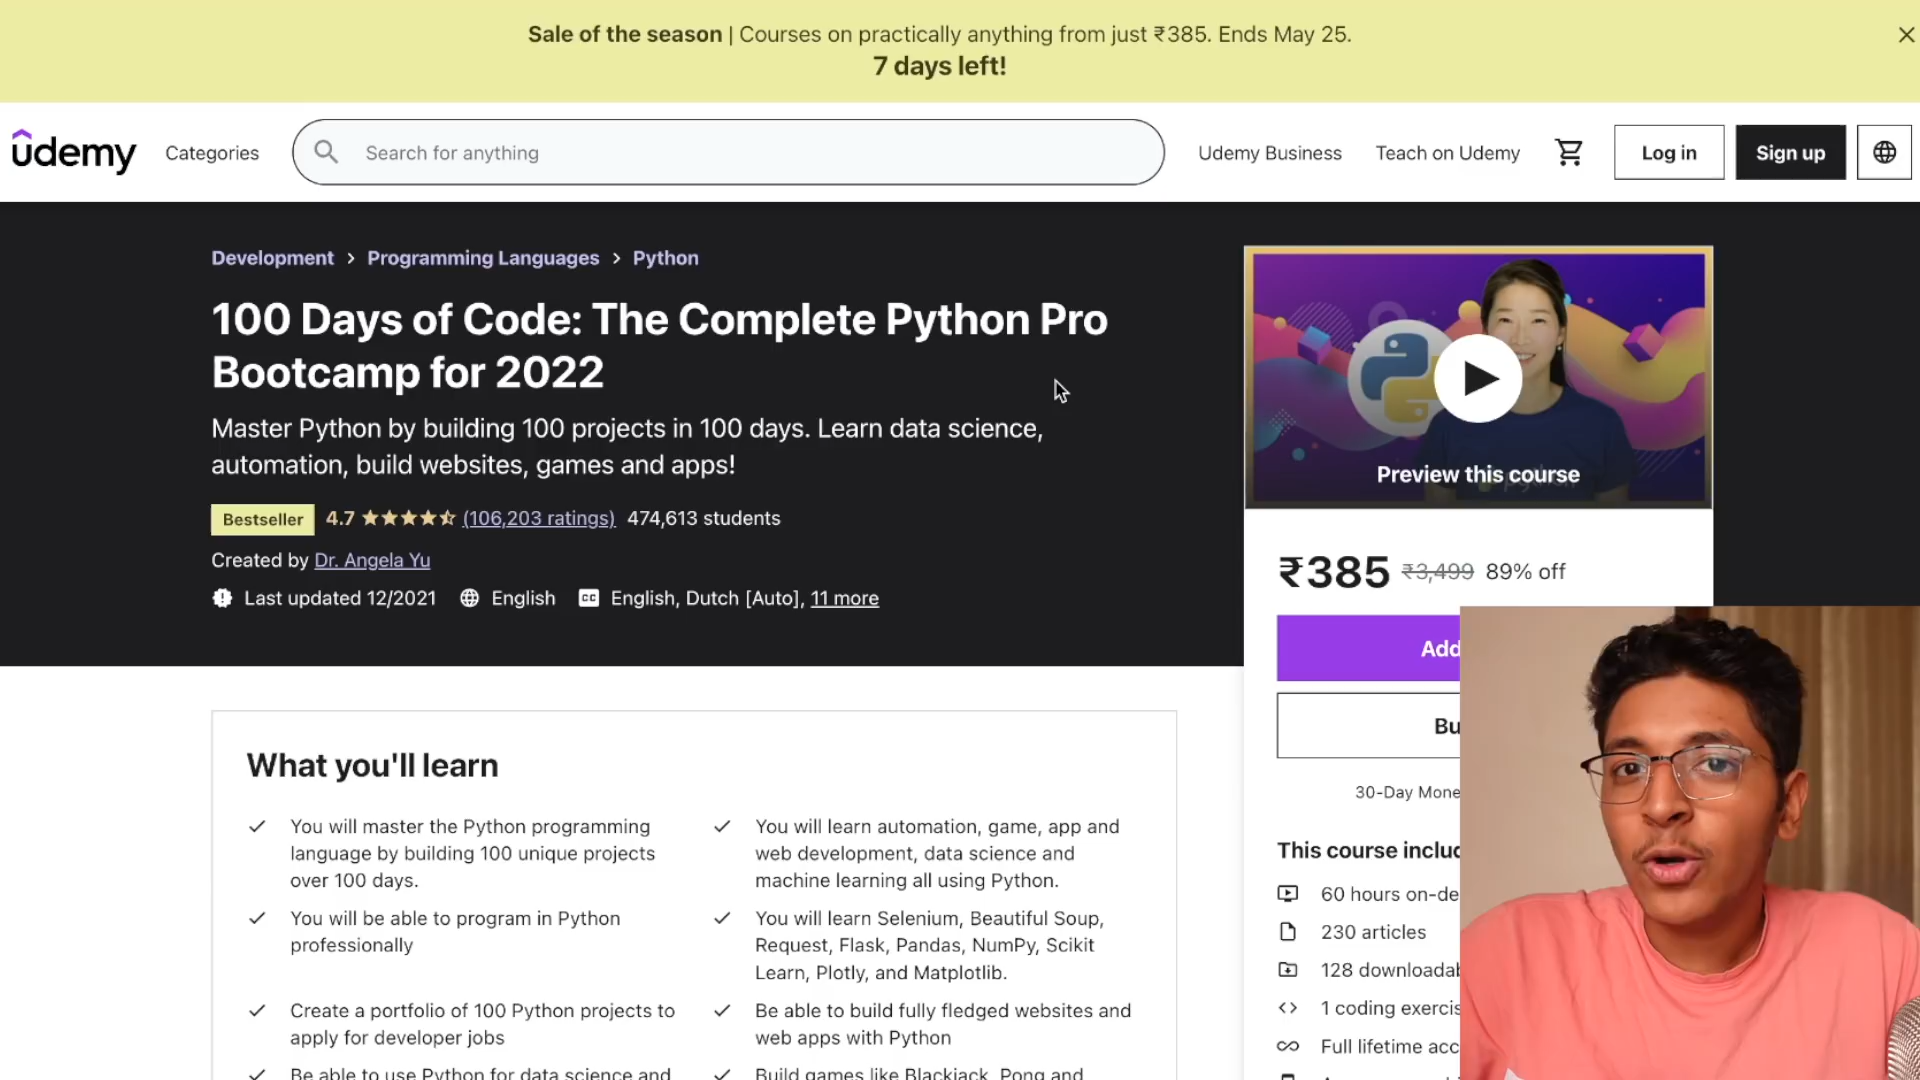 Sale of the season | Courses on practically anything from just ₹385. Ends May 25.
7 days left!
udemy
Categories
Search for anything
Udemy Business
Teach on Udemy
Log in
Sign up
Development > Programming Languages > Python
100 Days of Code: The Complete Python Pro
Bootcamp for 2022
Master Python by building 100 projects in 100 days. Learn data science,
automation, build websites, games and apps!
Bestseller 4.7 (106,203 ratings) 474,613 students
Created by Dr. Angela Yu
Last updated 12/2021 English CC English, Dutch [Auto], 11 more
Preview this course
₹385 ₹3,499 89% off
Add
Bu
30-Day Mone
This course includ
60 hours on-de
230 articles
128 downloadab
1 coding exercis
Full lifetime acc
What you'll learn
You will master the Python programming
language by building 100 unique projects
over 100 days.
You will be able to program in Python
professionally
Create a portfolio of 100 Python projects to
apply for developer jobs
Be able to use Python for data science and
You will learn automation, game, app and
web development, data science and
machine learning all using Python.
You will learn Selenium, Beautiful Soup,
Request, Flask, Pandas, NumPy, Scikit
Learn, Plotly, and Matplotlib.
Be able to build fully fledged websites and
web apps with Python
Build games like Blackjack, Pong and